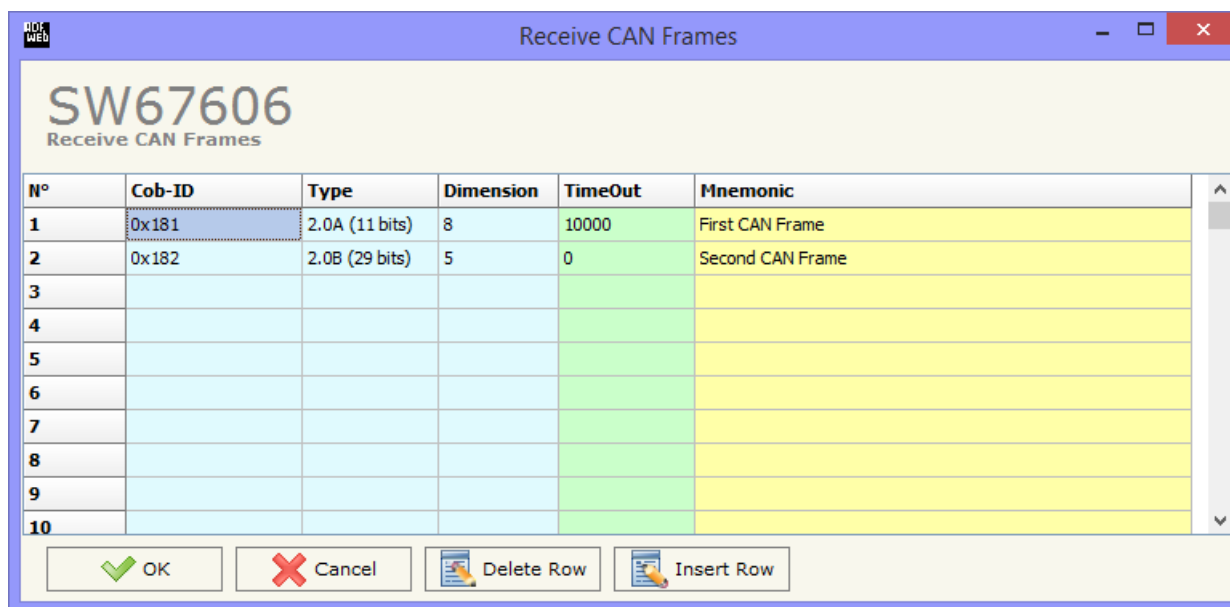 ADF WEB
Receive CAN Frames
SW67606
Receive CAN Frames
N° Cob-ID Type Dimension TimeOut Mnemonic
1 0x181 2.0A (11 bits) 8 10000 First CAN Frame
2 0x182 2.0B (29 bits) 5 0 Second CAN Frame
3
4
5
6
7
8
9
10
OK Cancel Delete Row Insert Row